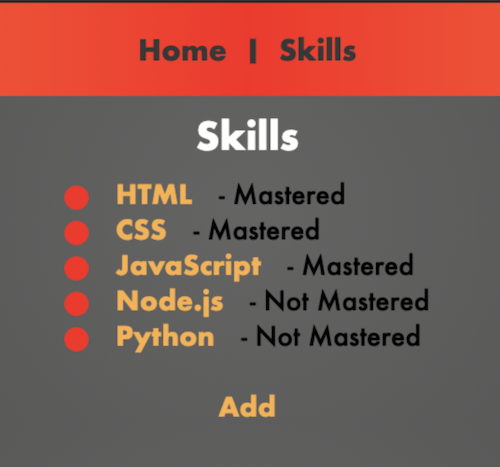 Home | Skills
Skills
HTML - Mastered
CSS - Mastered
JavaScript - Mastered
Node.js - Not Mastered
Python - Not Mastered
Add